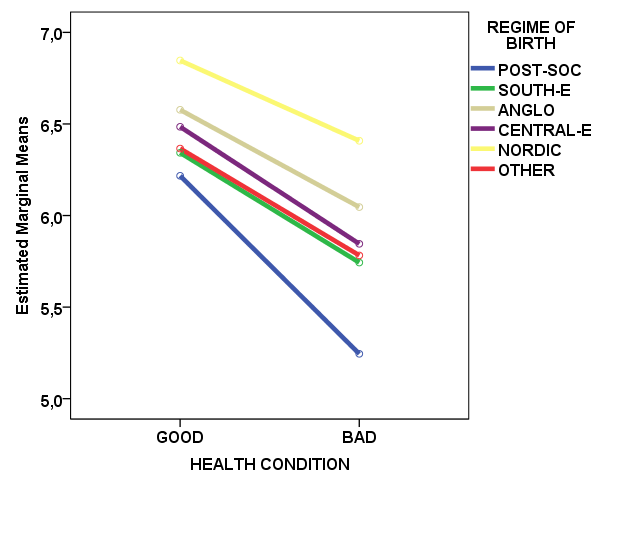 REGIME OF
BIRTH
POST-SOC
SOUTH-E
ANGLO
CENTRAL-E
NORDIC
OTHER
Estimated Marginal Means
7,0
6,5
6,0
5,5
5,0
GOOD
BAD
HEALTH CONDITION